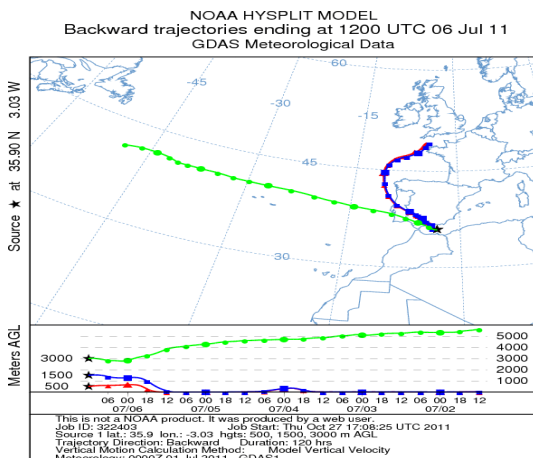 NOAA HYSPLIT MODEL
Backward trajectories ending at 1200 UTC 06 Jul 11
GDAS Meteorological Data
Source ★ at 35.90 N 3.03 W
60
-45
-30
-15
45
30
Meters AGL
3000
1500
500
5000
4000
3000
2000
1000
06 00 18 12 06 00 18 12 06 00 18 12 06 00 18 12 06 00 18 12
07/06 07/05 07/04 07/03 07/02
This is not a NOAA product. It was produced by a web user.
Job ID: 322403 Job Start: Thu Oct 27 17:08:25 UTC 2011
Source 1 lat.: 35.9 lon.: -3.03 hgts: 500, 1500, 3000 m AGL
Trajectory Direction: Backward Duration: 120 hrs
Vertical Motion Calculation Method: Model Vertical Velocity
Meteorology: 0000Z 01 Jul 2011 - GDAS1